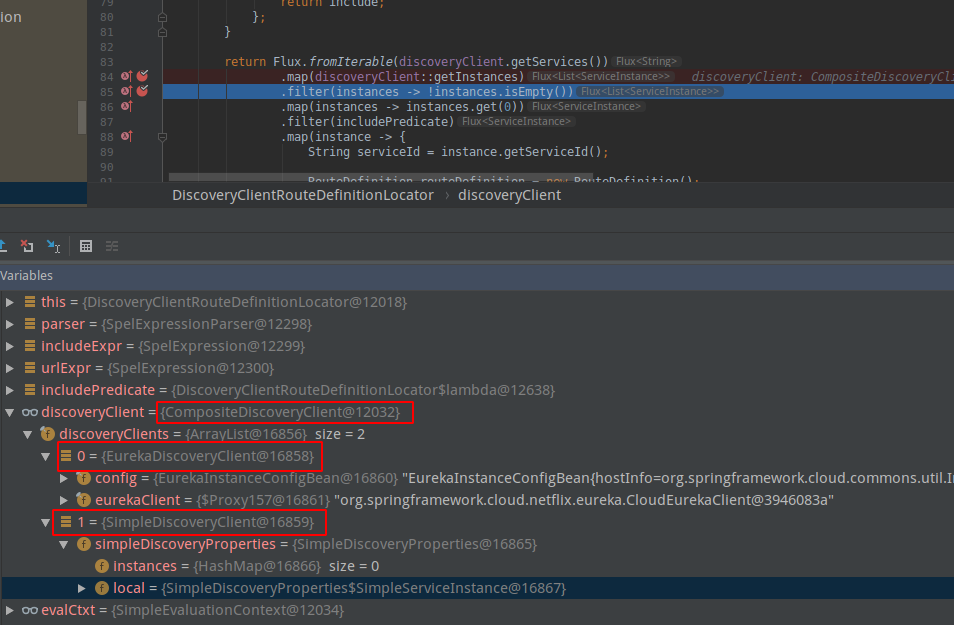 ion
79 return include;
80 };
81 }
82
83 return Flux.fromIterable(discoveryClient.getServices()) Flux<String>
84 .map(discoveryClient::getInstances) Flux<List<ServiceInstance>> discoveryClient: CompositeDiscoveryCli
85 .filter(instances -> !instances.isEmpty()) Flux<List<ServiceInstance>>
86 .map(instances -> instances.get(0)) Flux<ServiceInstance>
87 .filter(includePredicate) Flux<ServiceInstance>
88 .map(instance -> {
89 String serviceId = instance.getServiceId();
90
91 RouteDefinition routeDefinition = new RouteDefinition();
DiscoveryClientRouteDefinitionLocator › discoveryClient
Variables
this = {DiscoveryClientRouteDefinitionLocator@12018}
parser = {SpelExpressionParser@12298}
includeExpr = {SpelExpression@12299}
urlExpr = {SpelExpression@12300}
includePredicate = {DiscoveryClientRouteDefinitionLocator$lambda@12638}
discoveryClient = {CompositeDiscoveryClient@12032}
discoveryClients = {ArrayList@16856} size = 2
0 = {EurekaDiscoveryClient@16858}
config = {EurekaInstanceConfigBean@16860} "EurekaInstanceConfigBean{hostInfo=org.springframework.cloud.commons.util.In
eurekaClient = {$Proxy157@16861} "org.springframework.cloud.netflix.eureka.CloudEurekaClient@3946083a"
1 = {SimpleDiscoveryClient@16859}
simpleDiscoveryProperties = {SimpleDiscoveryProperties@16865}
instances = {HashMap@16866} size = 0
local = {SimpleDiscoveryProperties$SimpleServiceInstance@16867}
evalCtxt = {SimpleEvaluationContext@12034}